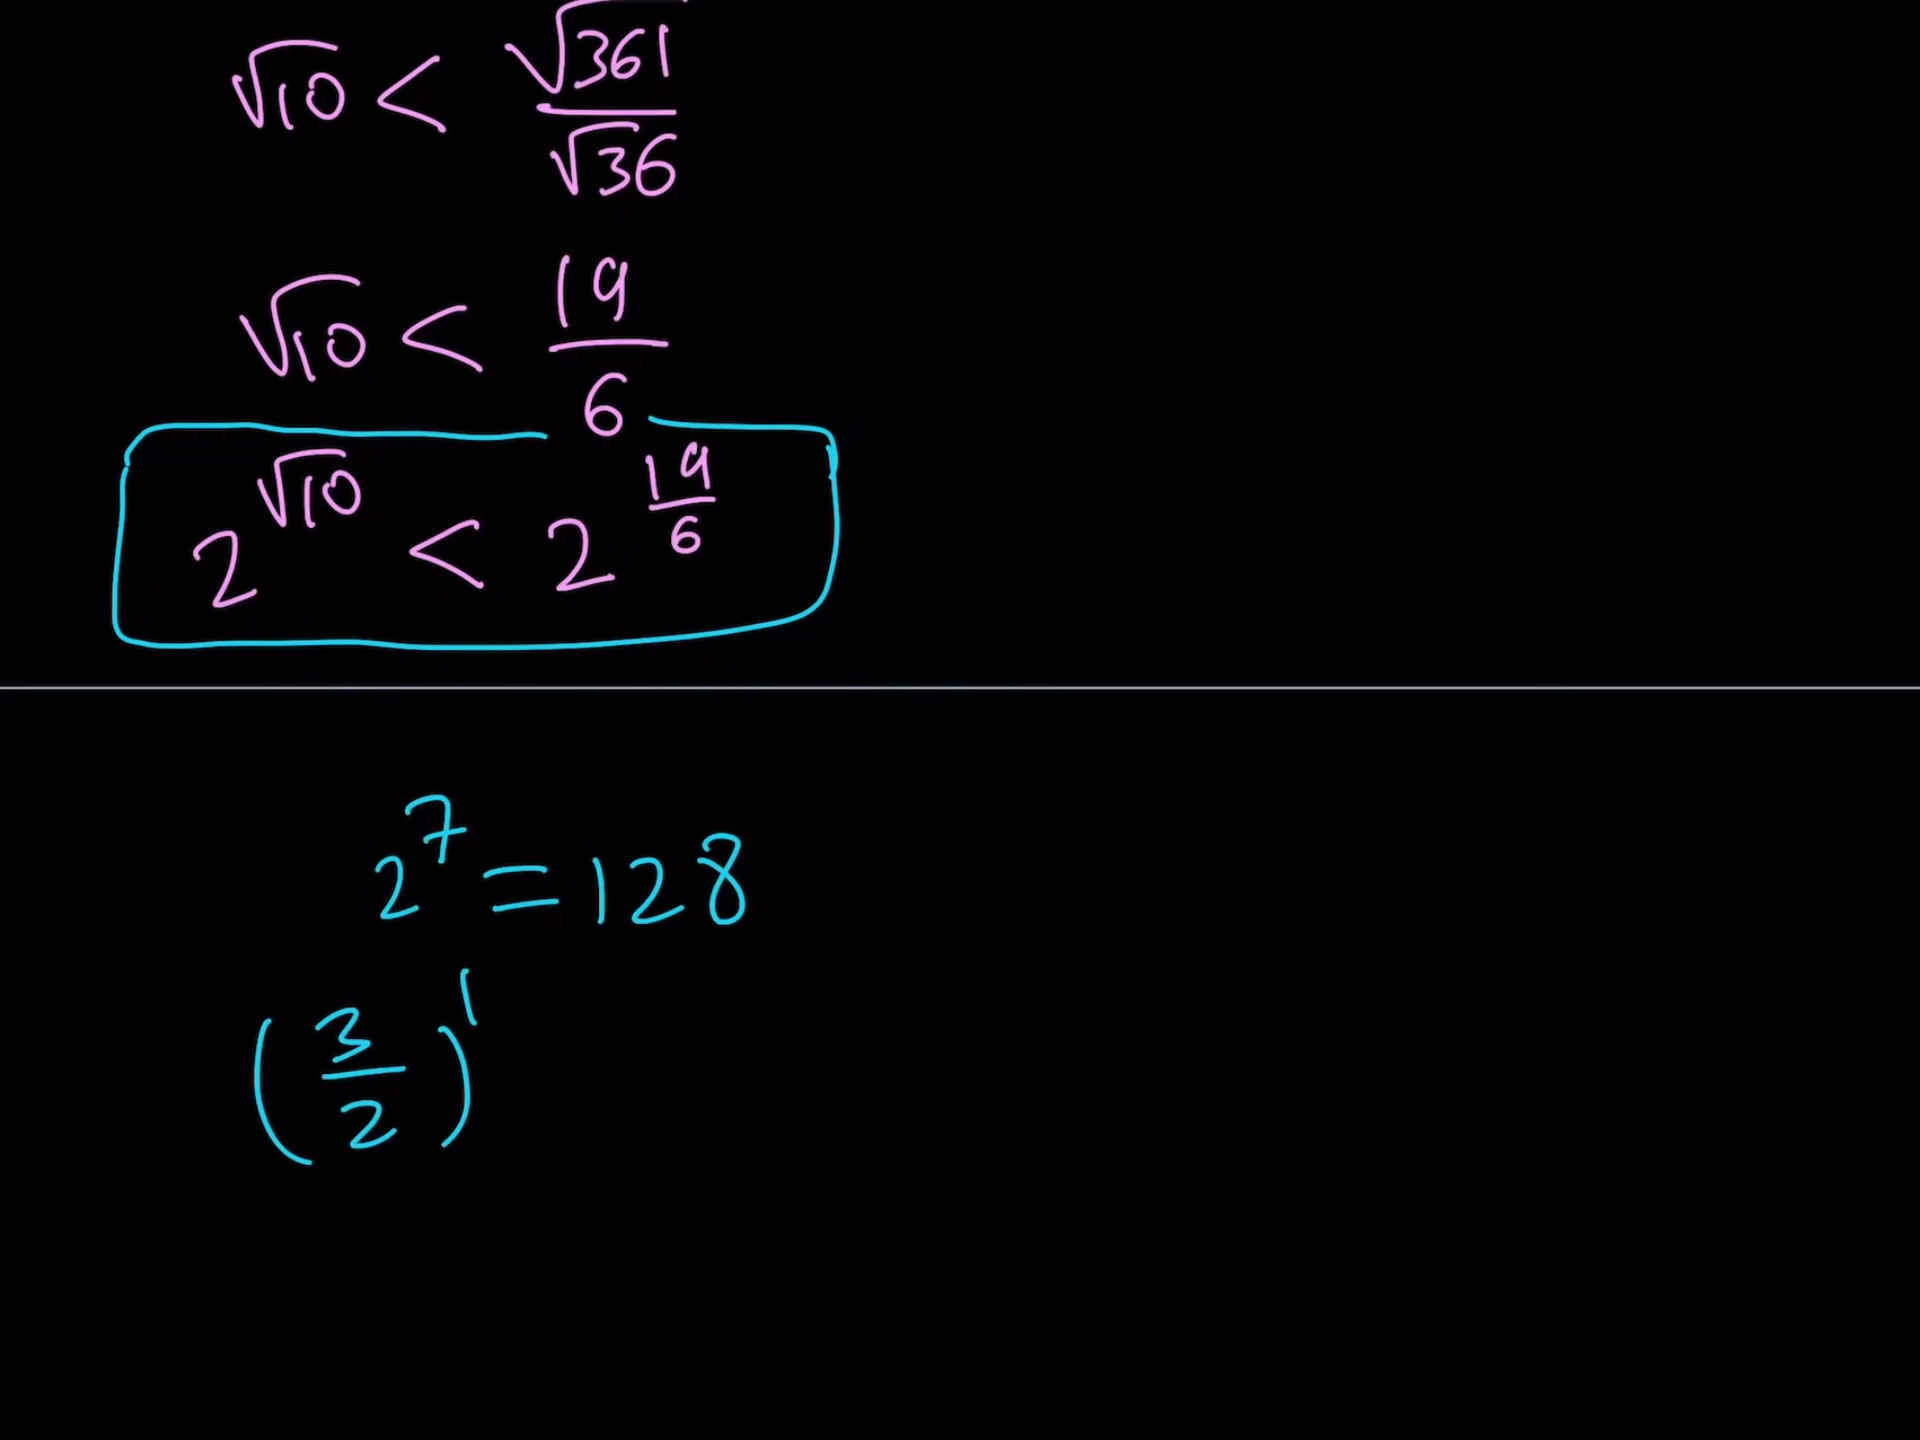 √10 < √361/√36
√10 < 19/6
2^√10 < 2^(19/6)
2^7 = 128
(3/2)^1